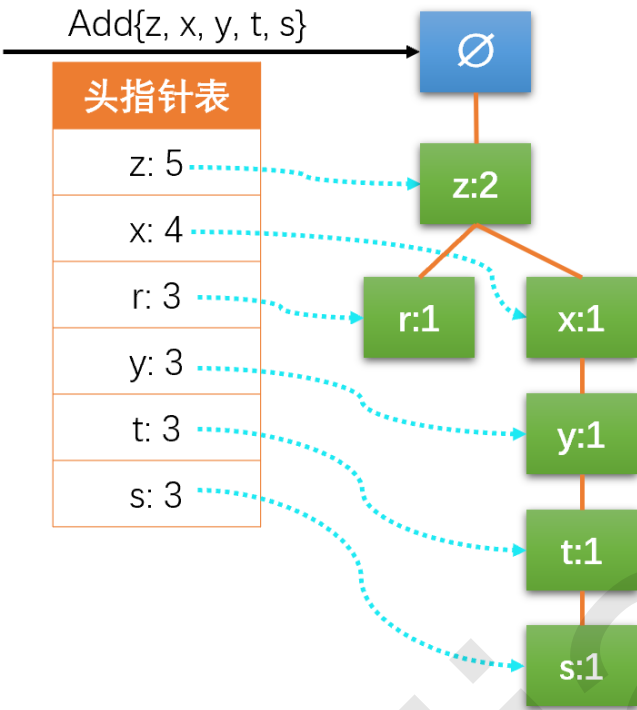 Add{z, x, y, t, s}
∅
头指针表
z: 5
x: 4
r: 3
y: 3
t: 3
s: 3
z:2
r:1
x:1
y:1
t:1
s:1